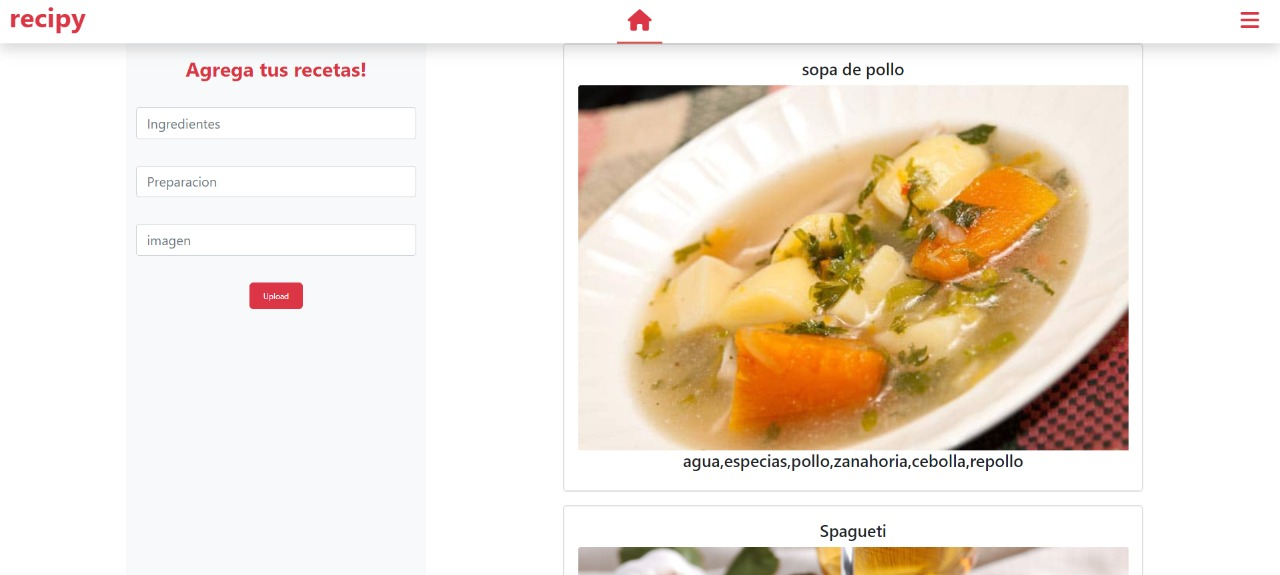 recipy
Agrega tus recetas!
Ingredientes
Preparacion
imagen
Upload
sopa de pollo
agua,especias,pollo,zanahoria,cebolla,repollo
Spagueti